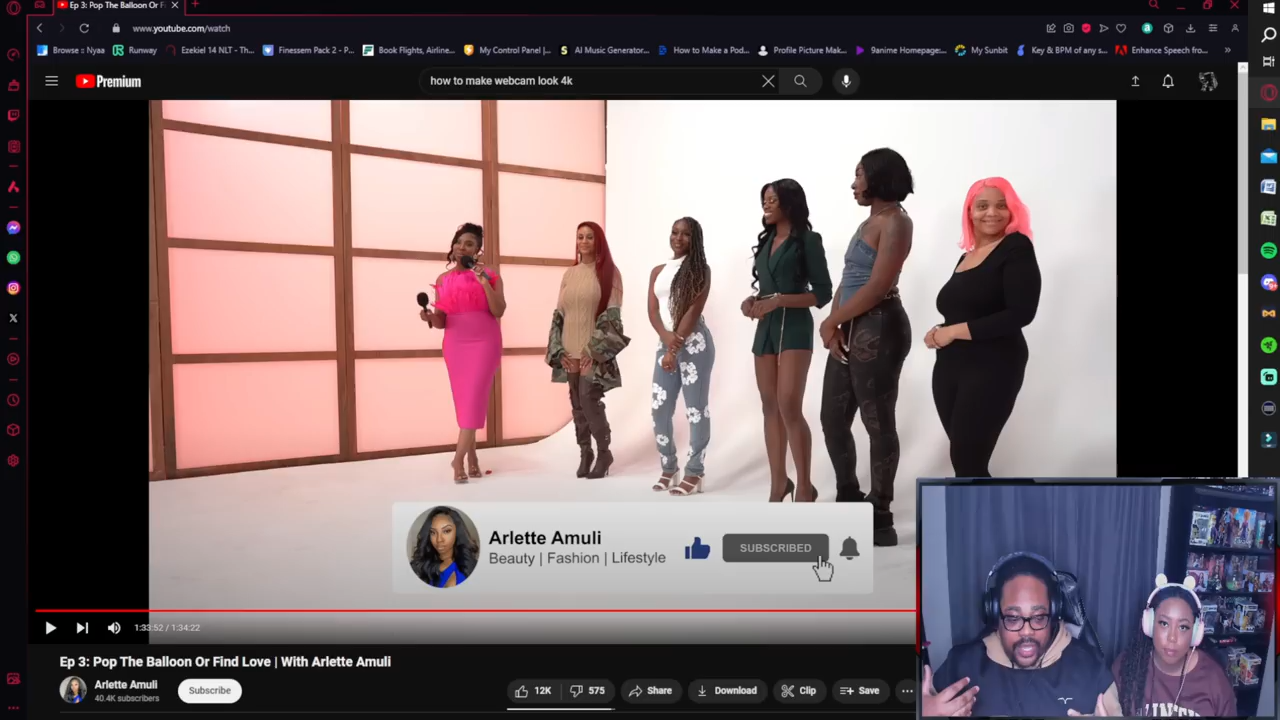 Ep 3: Pop The Balloon Or Fi
www.youtube.com/watch
Browse :: Nyaa
Runway
Ezekiel 14 NLT - Th...
Finessem Pack 2 - P...
Book Flights, Airline...
My Control Panel |...
AI Music Generator...
How to Make a Pod...
Profile Picture Mak...
9anime Homepage:...
My Sunbit
Key & BPM of any s...
Enhance Speech fro...
Premium
how to make webcam look 4k
Arlette Amuli
Beauty | Fashion | Lifestyle
SUBSCRIBED
1:33:52 / 1:34:22
Ep 3: Pop The Balloon Or Find Love | With Arlette Amuli
Arlette Amuli
40.4K subscribers
Subscribe
12K
575
Share
Download
Clip
Save